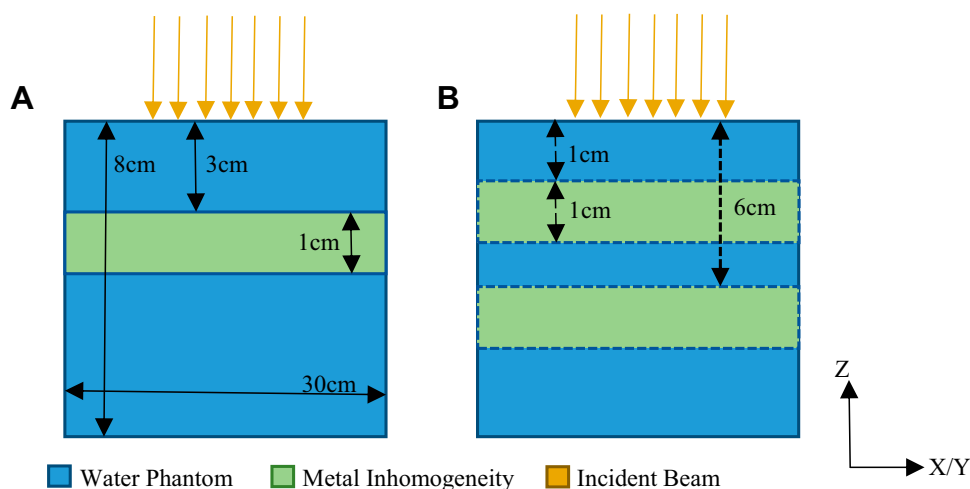 A
8cm
3cm
1cm
30cm
B
1cm
1cm
6cm
Z
X/Y
Water Phantom
Metal Inhomogeneity
Incident Beam